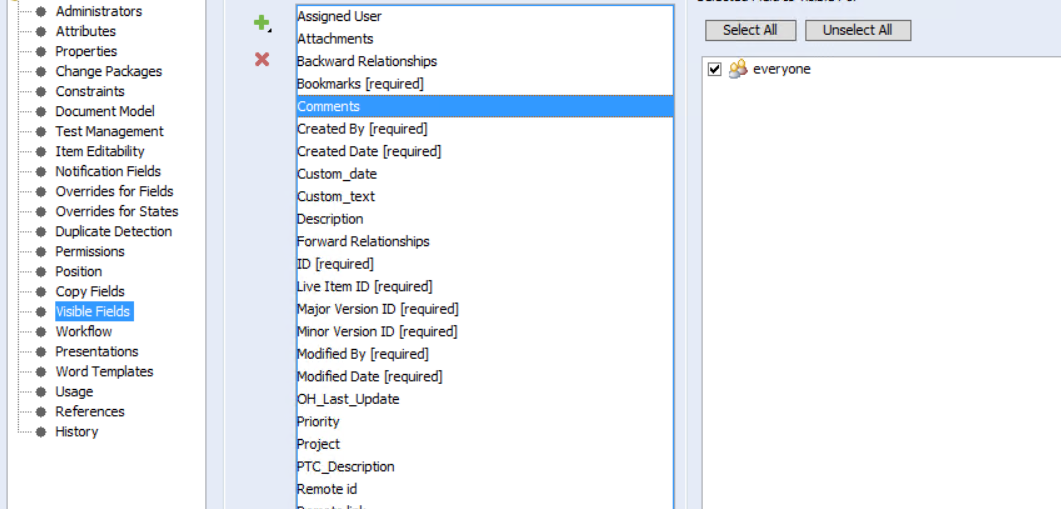 Administrators
Attributes
Properties
Change Packages
Constraints
Document Model
Test Management
Item Editability
Notification Fields
Overrides for Fields
Overrides for States
Duplicate Detection
Permissions
Position
Copy Fields
Visible Fields
Workflow
Presentations
Word Templates
Usage
References
History
Assigned User
Attachments
Backward Relationships
Bookmarks [required]
Comments
Created By [required]
Created Date [required]
Custom_date
Custom_text
Description
Forward Relationships
ID [required]
Live Item ID [required]
Major Version ID [required]
Minor Version ID [required]
Modified By [required]
Modified Date [required]
OH_Last_Update
Priority
Project
PTC_Description
Remote id
Select All
Unselect All
everyone